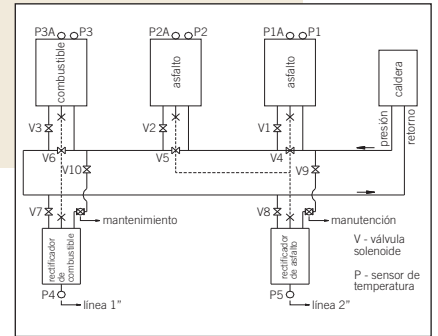 P3A P3
P2A P2
P1A P1
combustible
asfalto
asfalto
caldera
presión
retorno
V3
V2
V1
V6
V5
V4
V10
V9
V7
V8
mantenimiento
manutención
rectificador
de
combustible
rectificador
de asfalto
V - válvula
solenoide
P - sensor de
temperatura
P4
línea 1"
P5
línea 2"